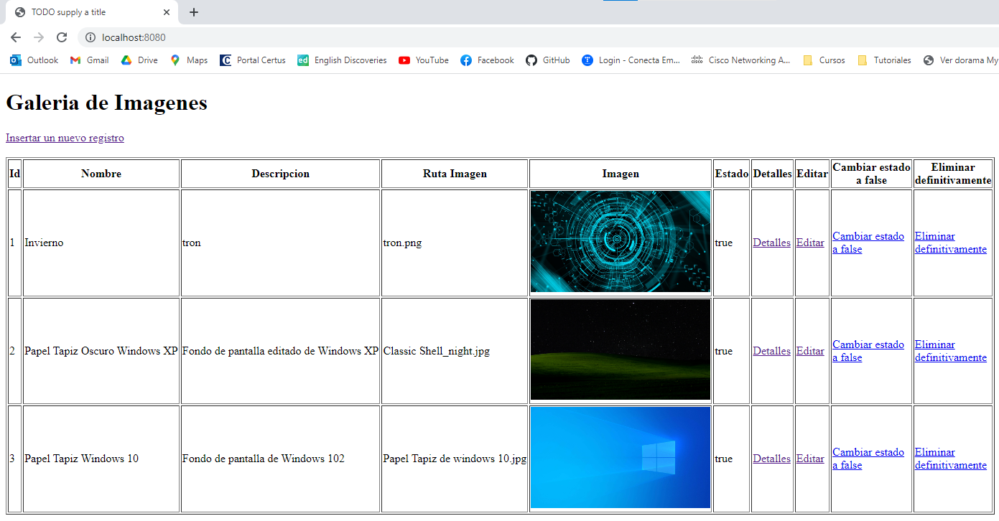 TODO supply a title
localhost:8080
Outlook Gmail Drive Maps Portal Certus English Discoveries YouTube Facebook GitHub Login - Conecta Em... Cisco Networking A... Cursos Tutoriales Ver dorama My
Galeria de Imagenes
Insertar un nuevo registro
Id Nombre Descripcion Ruta Imagen Imagen Estado Detalles Editar Cambiar estado a false Eliminar definitivamente
1 Invierno tron tron.png true Detalles Editar Cambiar estado a false Eliminar definitivamente
2 Papel Tapiz Oscuro Windows XP Fondo de pantalla editado de Windows XP Classic Shell_night.jpg true Detalles Editar Cambiar estado a false Eliminar definitivamente
3 Papel Tapiz Windows 10 Fondo de pantalla de Windows 102 Papel Tapiz de windows 10.jpg true Detalles Editar Cambiar estado a false Eliminar definitivamente